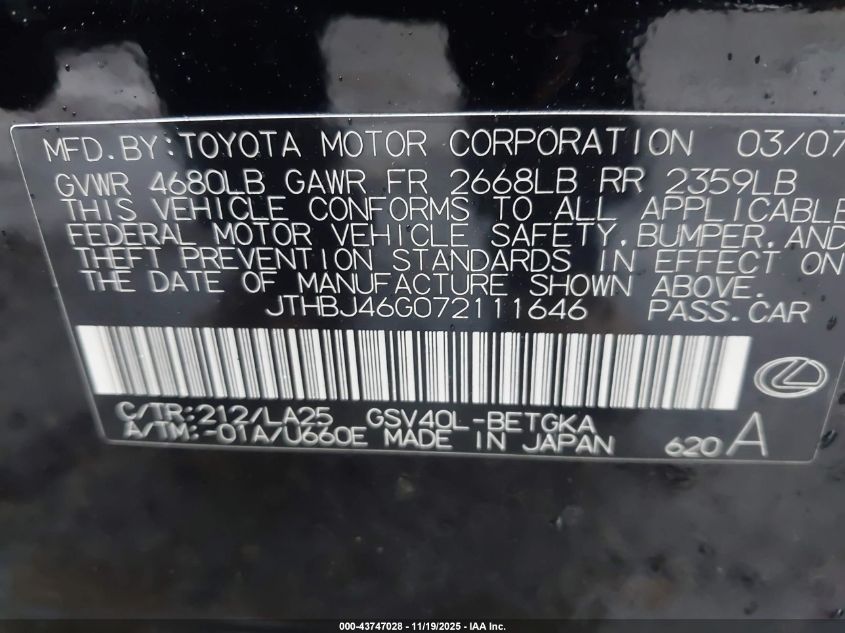 MFD. BY: TOYOTA MOTOR CORPORATION 03/07
GVWR 4680LB GAWR FR 2668LB RR 2359LB
THIS VEHICLE CONFORMS TO ALL APPLICABLE
FEDERAL MOTOR VEHICLE SAFETY, BUMPER, AND
THEFT PREVENTION STANDARDS IN EFFECT ON
THE DATE OF MANUFACTURE SHOWN ABOVE.
JTHBJ46G072111646 PASS. CAR
C/TR: 212/LA25 GSV40L-BETGKA
A/TM: -01A/U660E MADE IN JAPAN 620 A
000-43747028 - 11/19/2025 - IAA Inc.